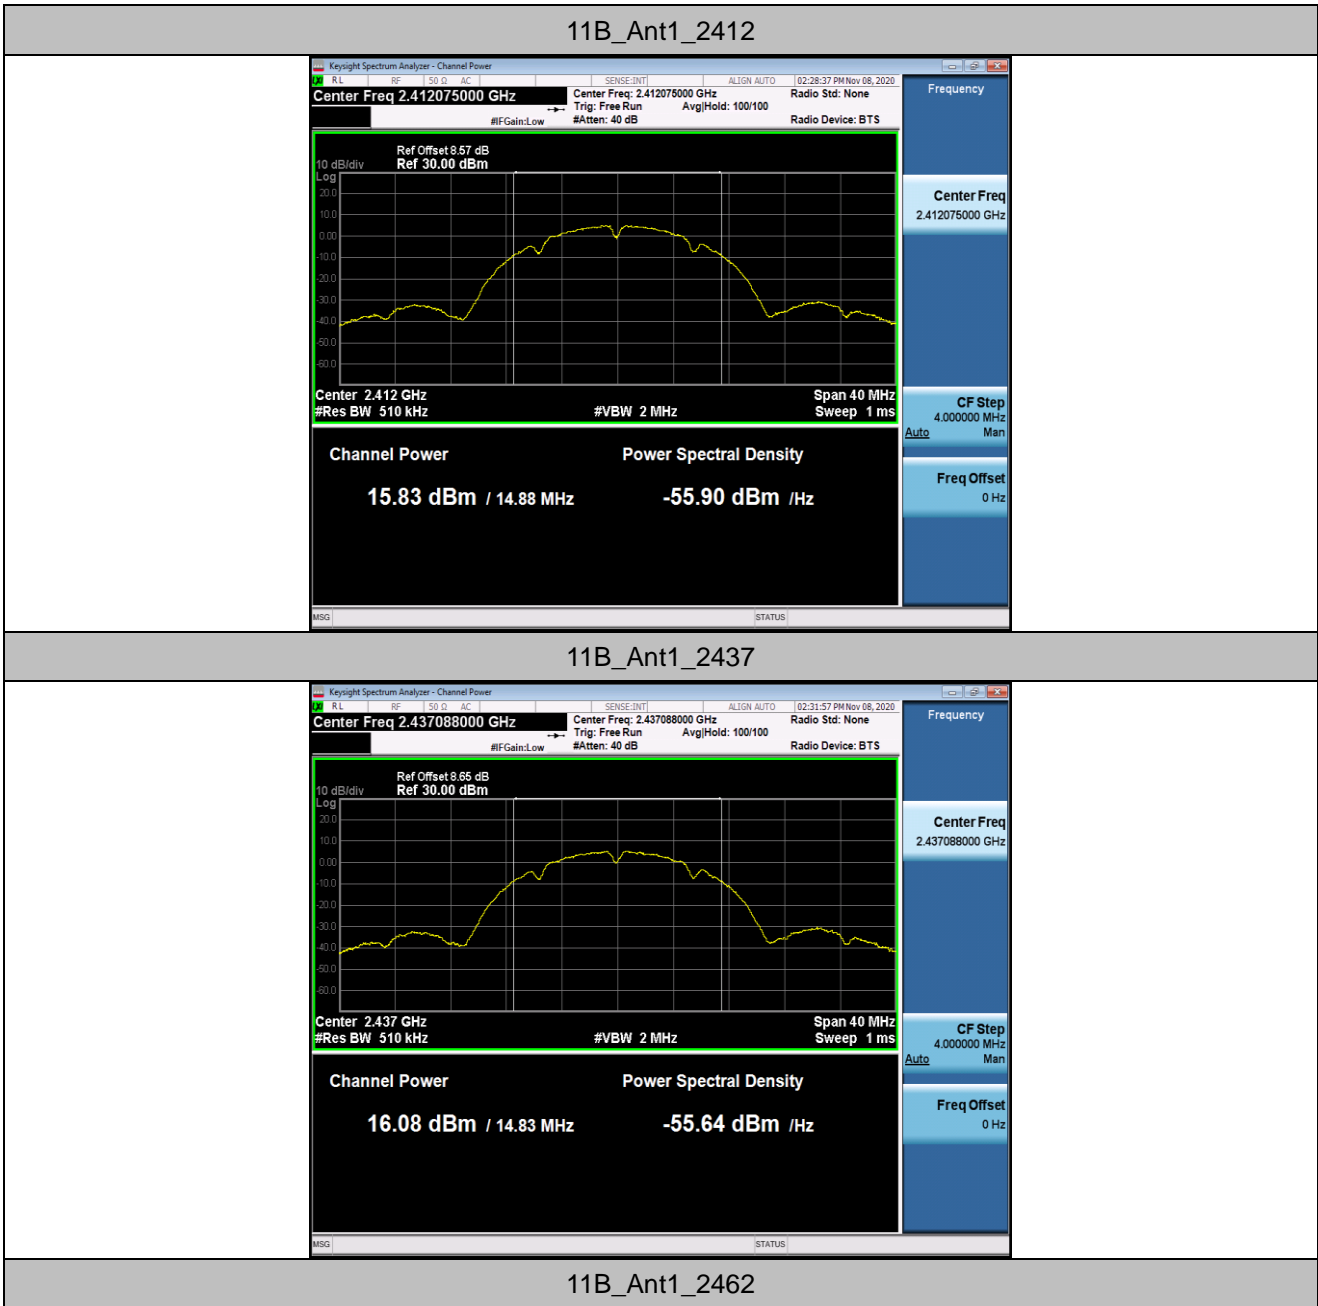 11B_Ant1_2412
Keysight Spectrum Analyzer - Channel Power
RL RF 50 Ω AC SENSE:INT ALIGN AUTO 02:28:37 PM Nov 08, 2020
Center Freq 2.412075000 GHz Center Freq: 2.412075000 GHz Radio Std: None Frequency
Trig: Free Run Avg|Hold: 100/100
#IFGain:Low #Atten: 40 dB Radio Device: BTS
Ref Offset 8.57 dB
10 dB/div Ref 30.00 dBm
Log
20.0
10.0
0.00
-10.0
-20.0
-30.0
-40.0
-50.0
-60.0
Center Freq
2.412075000 GHz
Center 2.412 GHz Span 40 MHz
#Res BW 510 kHz #VBW 2 MHz Sweep 1 ms
CF Step
4.000000 MHz
Auto Man
Channel Power Power Spectral Density
15.83 dBm / 14.88 MHz -55.90 dBm /Hz
Freq Offset
0 Hz
MSG STATUS
11B_Ant1_2437
Keysight Spectrum Analyzer - Channel Power
RL RF 50 Ω AC SENSE:INT ALIGN AUTO 02:31:57 PM Nov 08, 2020
Center Freq 2.437088000 GHz Center Freq: 2.437088000 GHz Radio Std: None Frequency
Trig: Free Run Avg|Hold: 100/100
#IFGain:Low #Atten: 40 dB Radio Device: BTS
Ref Offset 8.65 dB
10 dB/div Ref 30.00 dBm
Log
20.0
10.0
0.00
-10.0
-20.0
-30.0
-40.0
-50.0
-60.0
Center Freq
2.437088000 GHz
Center 2.437 GHz Span 40 MHz
#Res BW 510 kHz #VBW 2 MHz Sweep 1 ms
CF Step
4.000000 MHz
Auto Man
Channel Power Power Spectral Density
16.08 dBm / 14.83 MHz -55.64 dBm /Hz
Freq Offset
0 Hz
MSG STATUS
11B_Ant1_2462